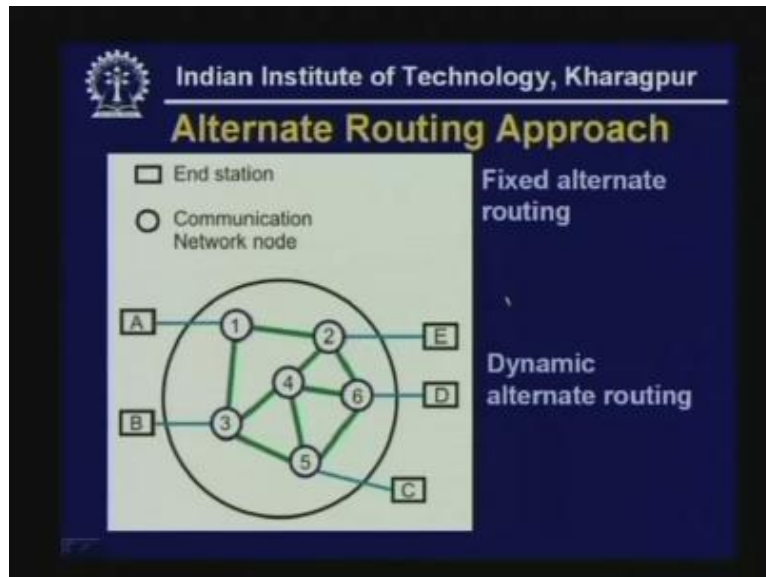 Indian Institute of Technology, Kharagpur
Alternate Routing Approach
End station
Communication
Network node
A
1
2
E
4
6
D
B
3
5
C
Fixed alternate
routing
Dynamic
alternate routing